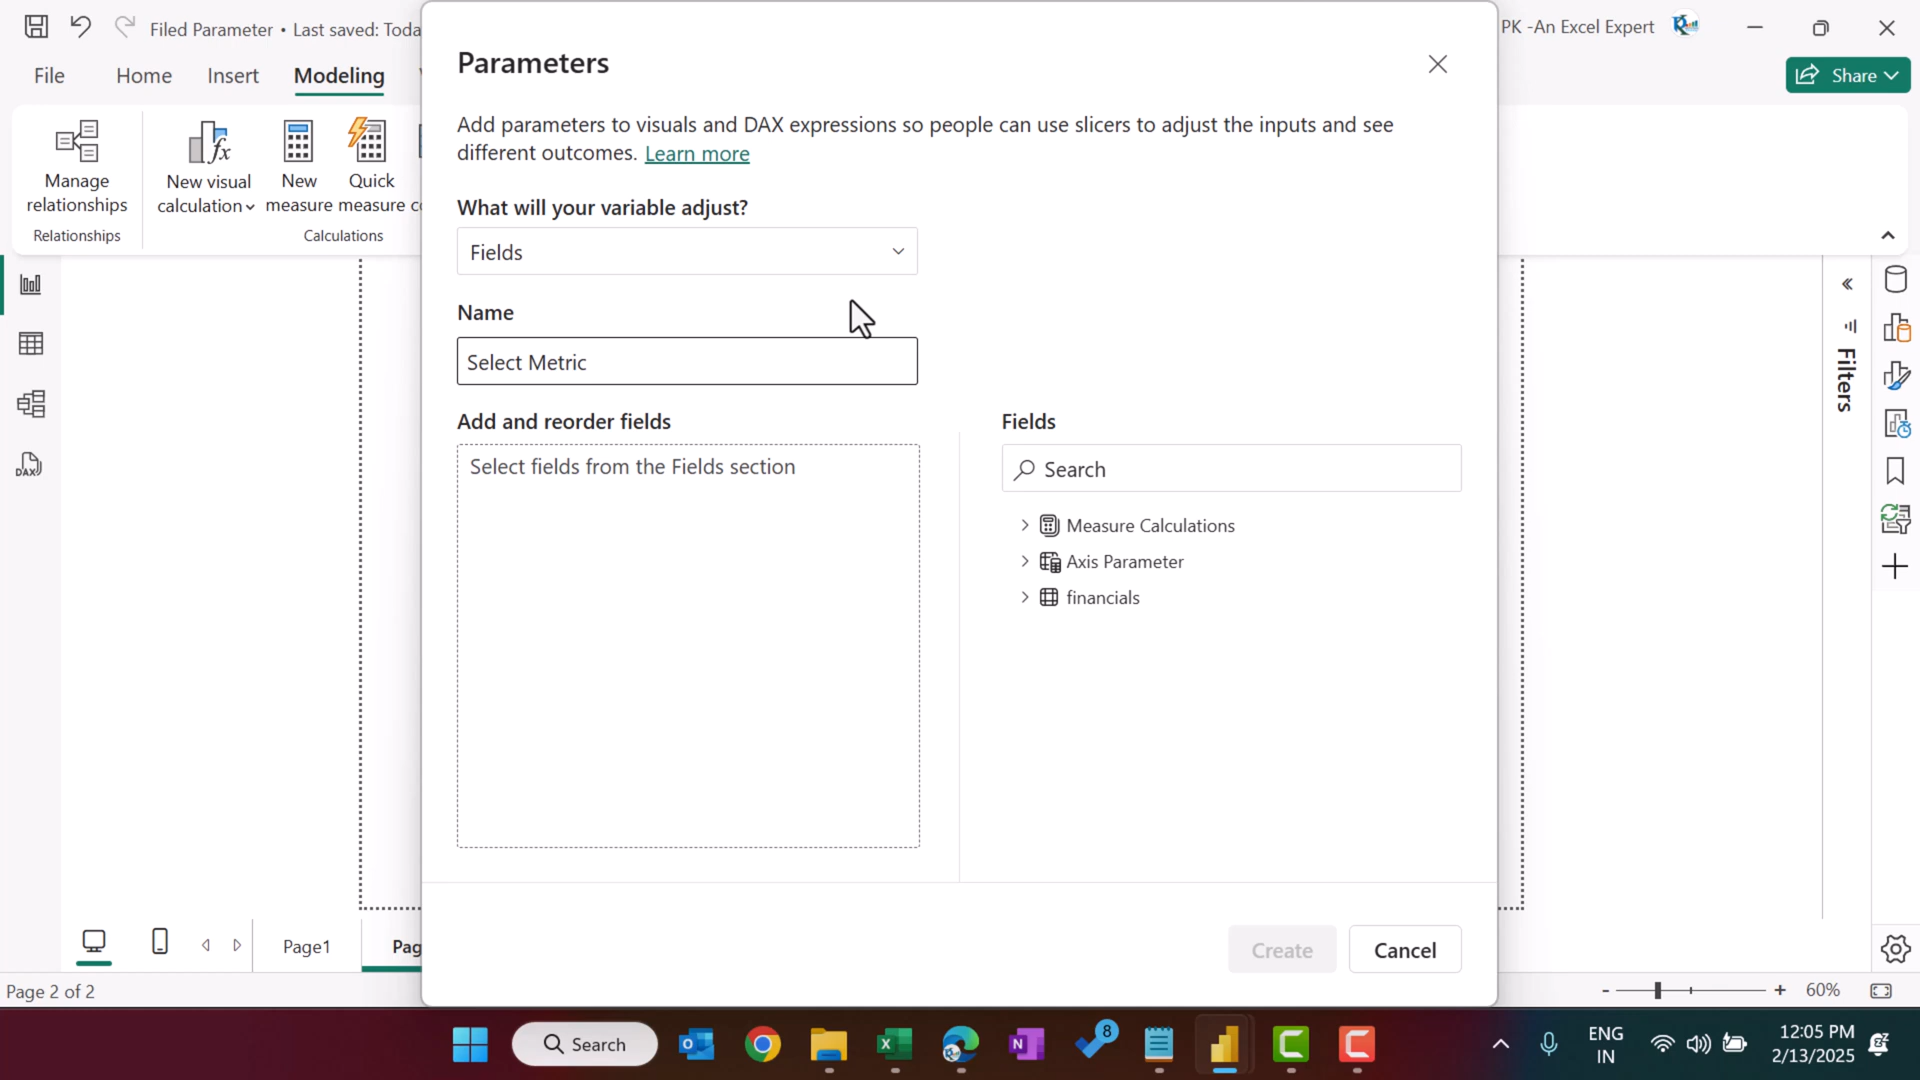 Filed Parameter • Last saved: Toda
PK -An Excel Expert
File
Home
Insert
Modeling
Share
Manage
relationships
Relationships
New visual
calculation
New
measure
Quick
measure
Calculations
Parameters
Add parameters to visuals and DAX expressions so people can use slicers to adjust the inputs and see
different outcomes. Learn more
What will your variable adjust?
Fields
Name
Select Metric
Add and reorder fields
Select fields from the Fields section
Fields
Search
Measure Calculations
Axis Parameter
financials
Create
Cancel
Filters
DAX
Page1
Pag
Page 2 of 2
- + 60%
Search
8
ENG
IN
12:05 PM
2/13/2025